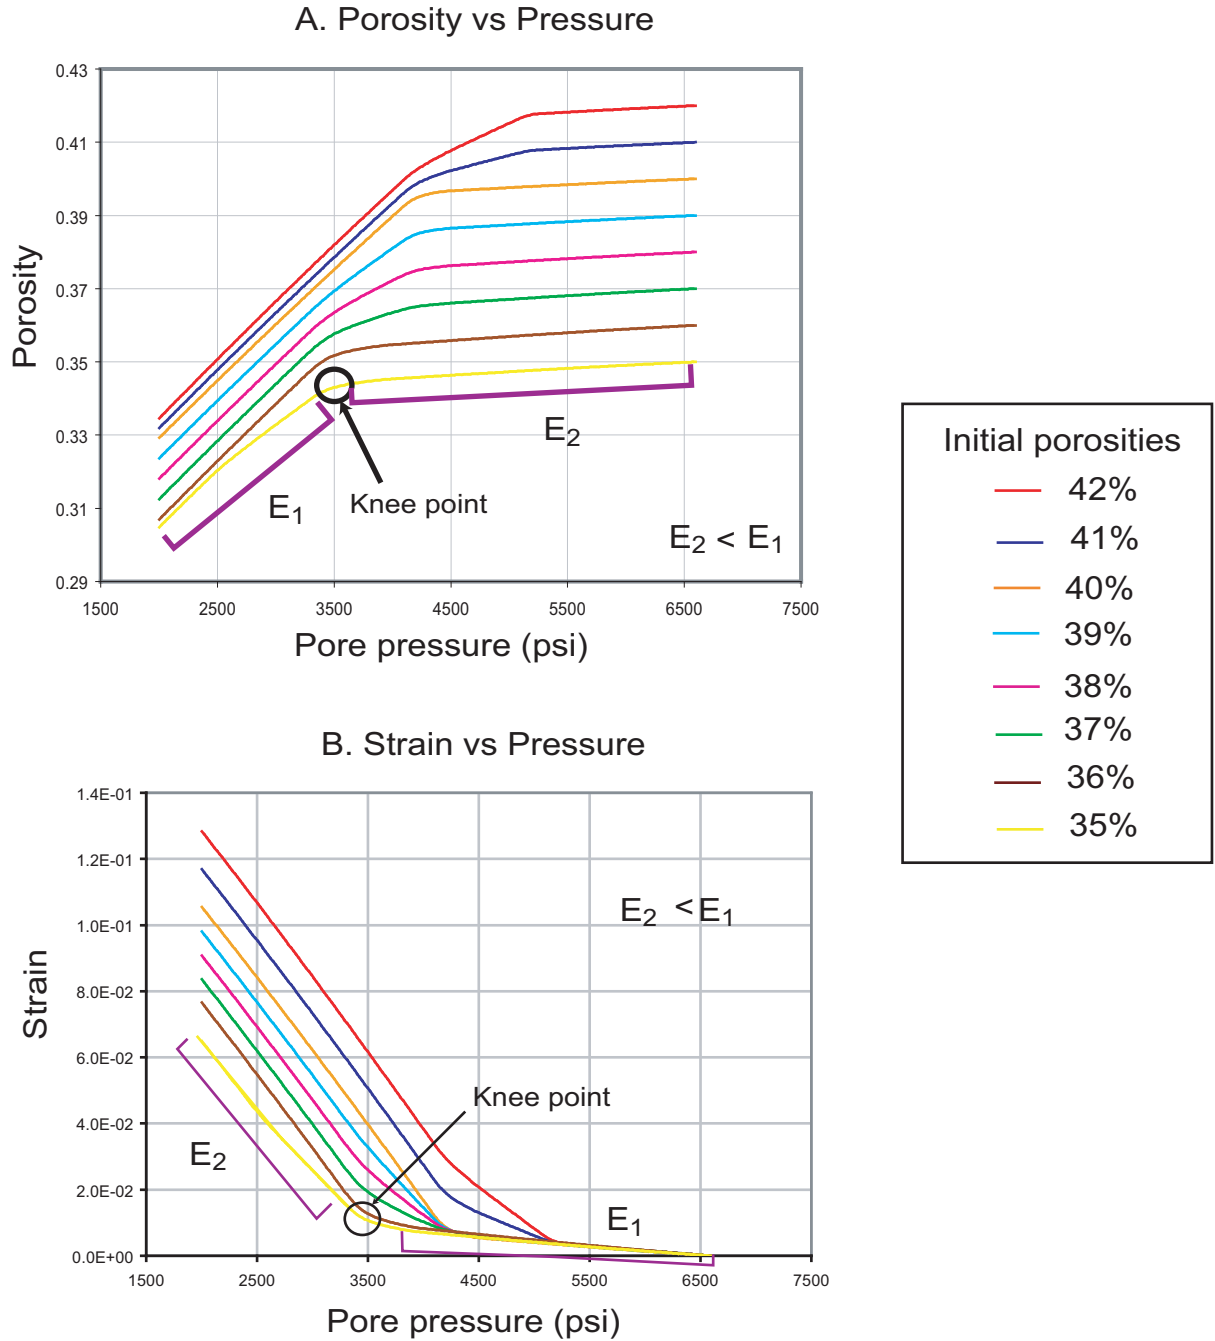 A. Porosity vs Pressure
0.43
0.41
0.39
0.37
0.35
0.33
0.31
0.29
Porosity
E2
E1
Knee point
E2 < E1
1500 2500 3500 4500 5500 6500 7500
Pore pressure (psi)
Initial porosities
42%
41%
40%
39%
38%
37%
36%
35%
B. Strain vs Pressure
1.4E-01
1.2E-01
1.0E-01
8.0E-02
6.0E-02
4.0E-02
2.0E-02
0.0E+00
Strain
E2 < E1
Knee point
E2
E1
1500 2500 3500 4500 5500 6500 7500
Pore pressure (psi)